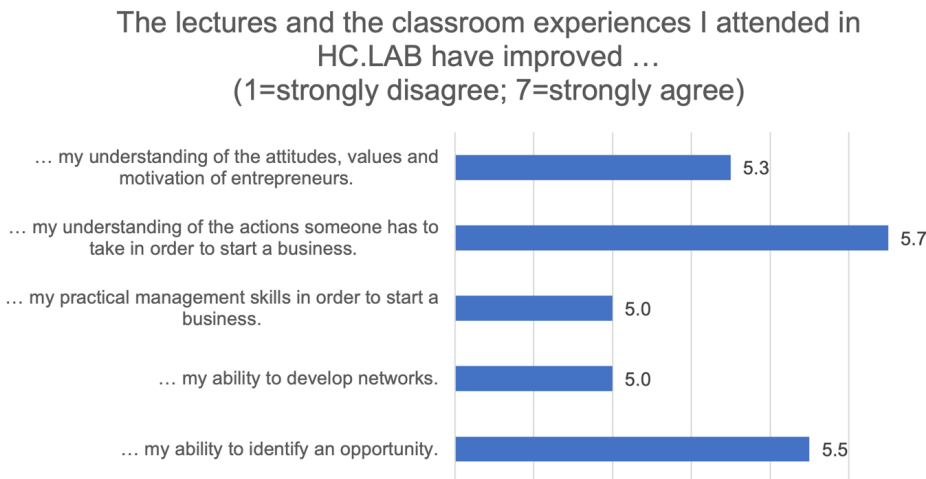 The lectures and the classroom experiences I attended in
HC.LAB have improved …
(1=strongly disagree; 7=strongly agree)
… my understanding of the attitudes, values and
motivation of entrepreneurs.
5.3
… my understanding of the actions someone has to
take in order to start a business.
5.7
… my practical management skills in order to start a
business.
5.0
… my ability to develop networks.
5.0
… my ability to identify an opportunity.
5.5